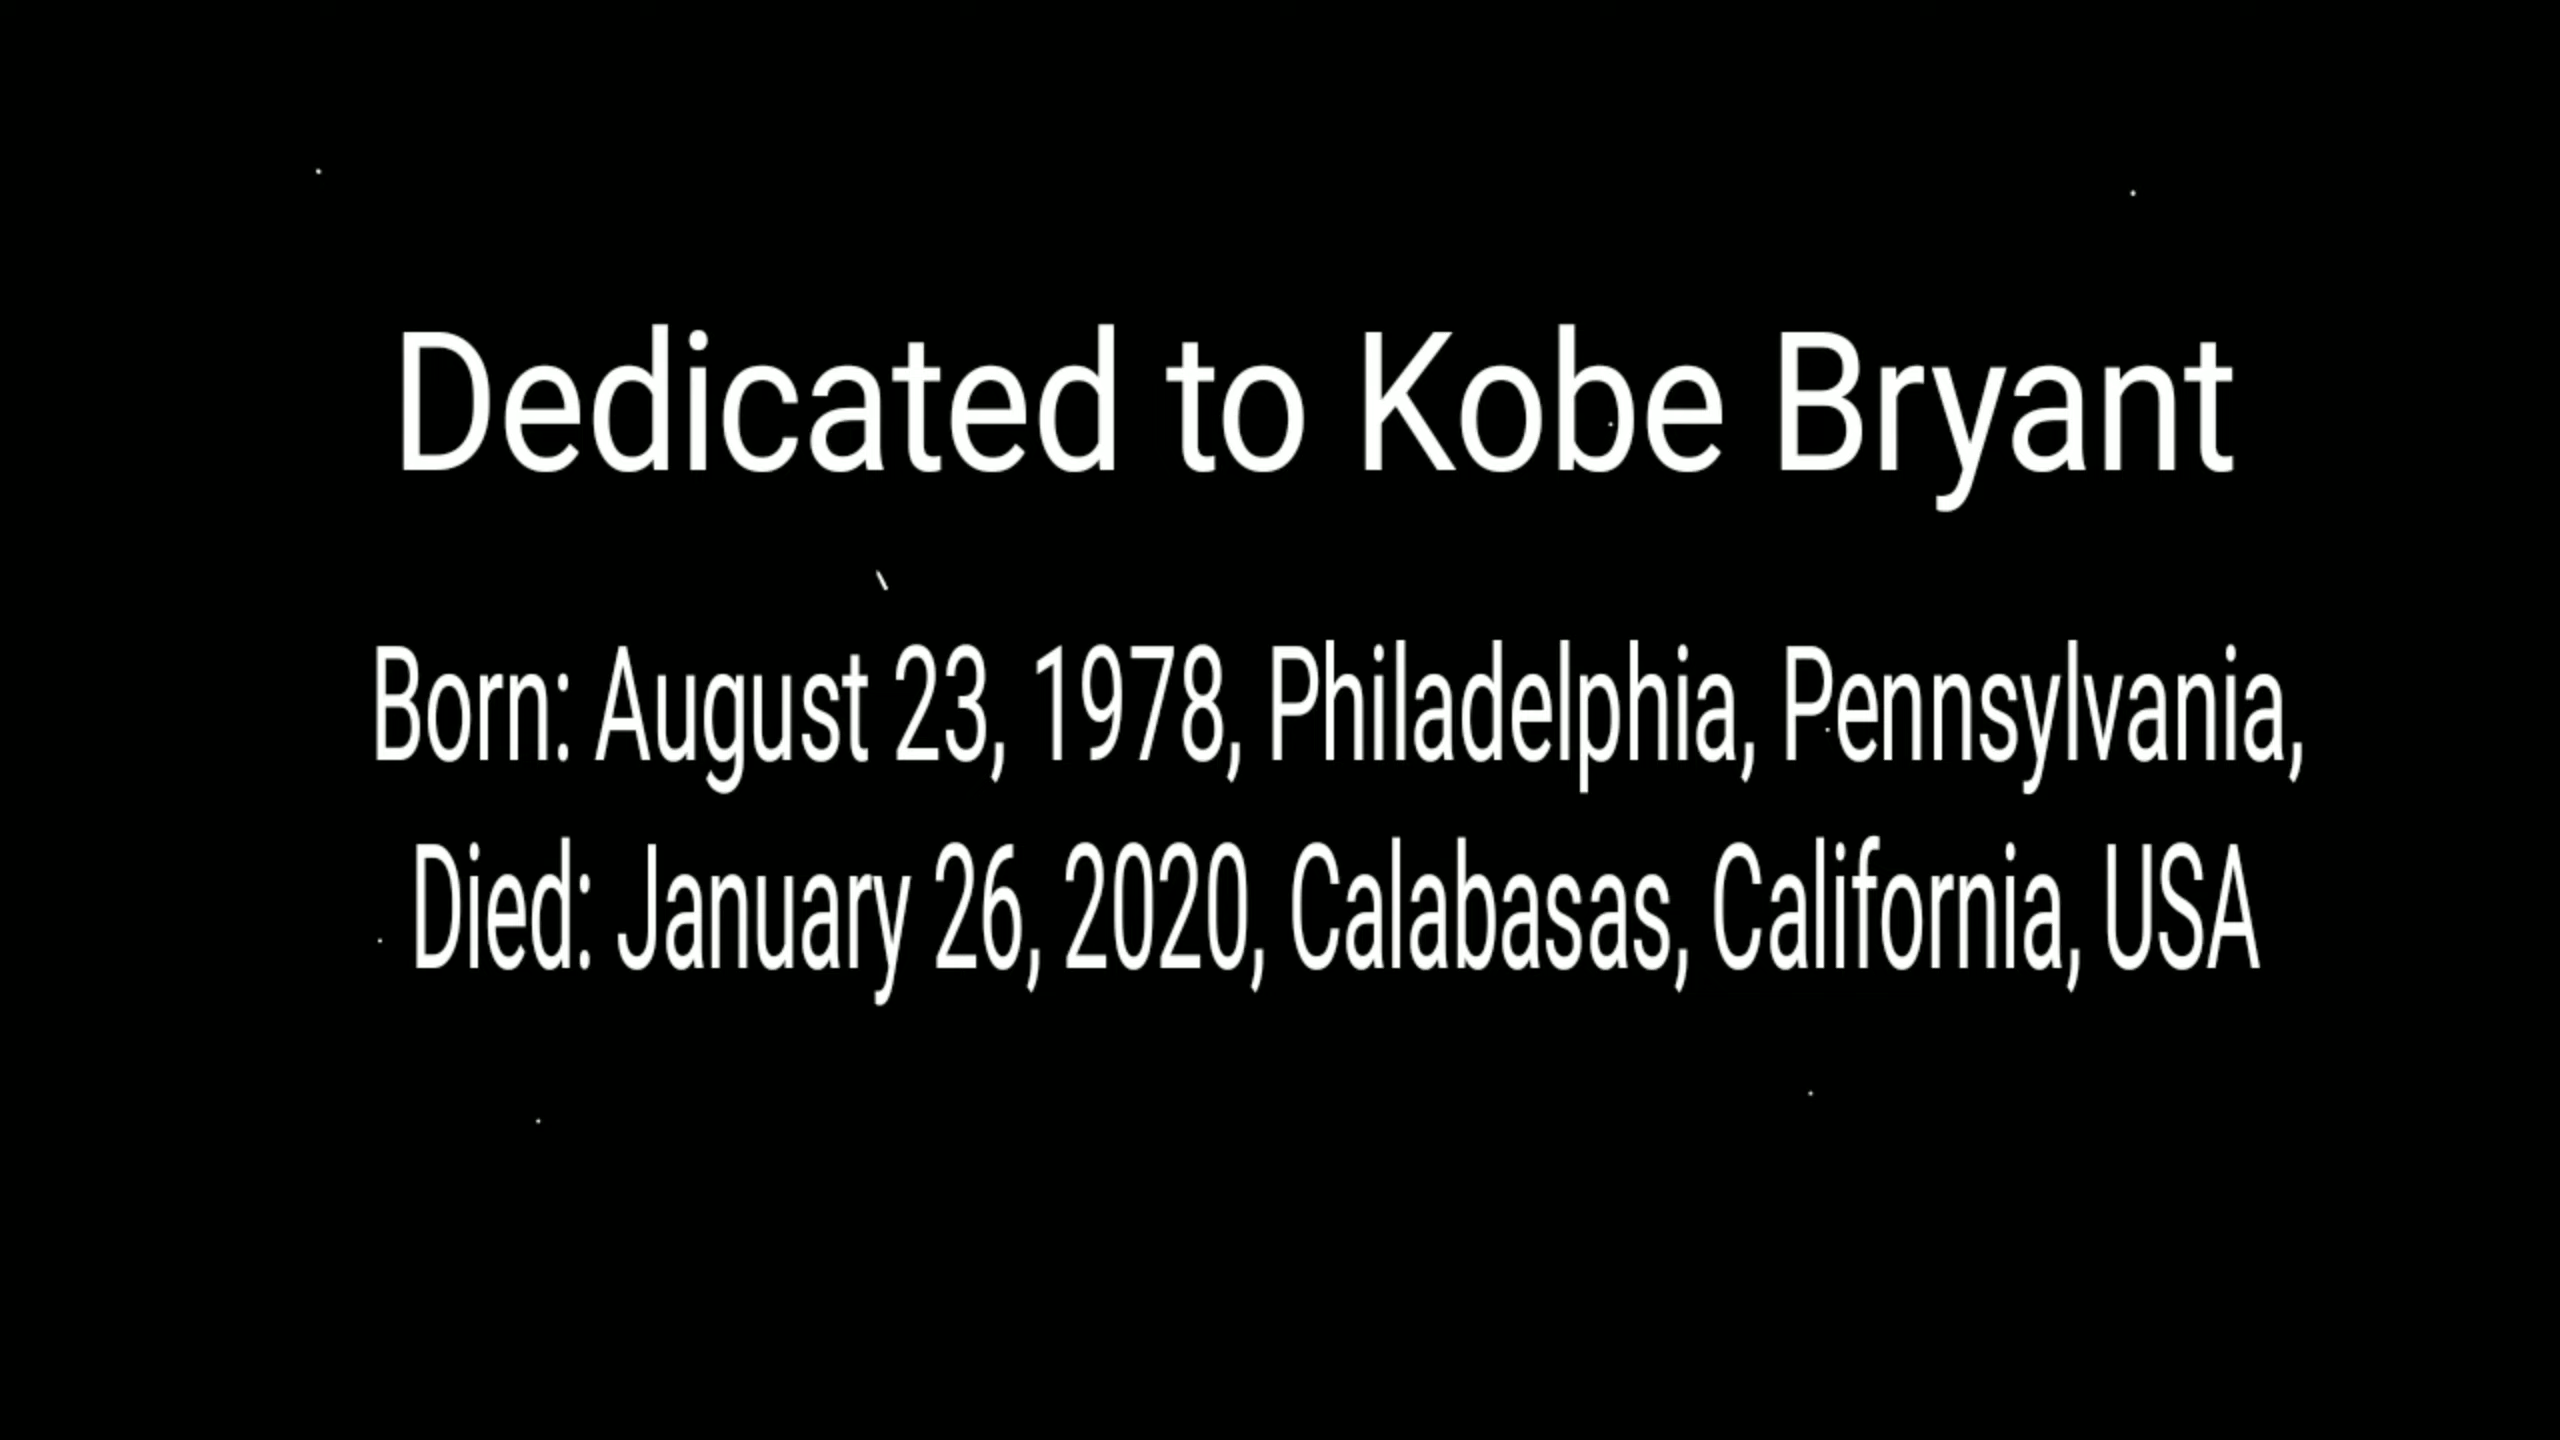 Dedicated to Kobe Bryant
Born: August 23, 1978, Philadelphia, Pennsylvania,
Died: January 26, 2020, Calabasas, California, USA